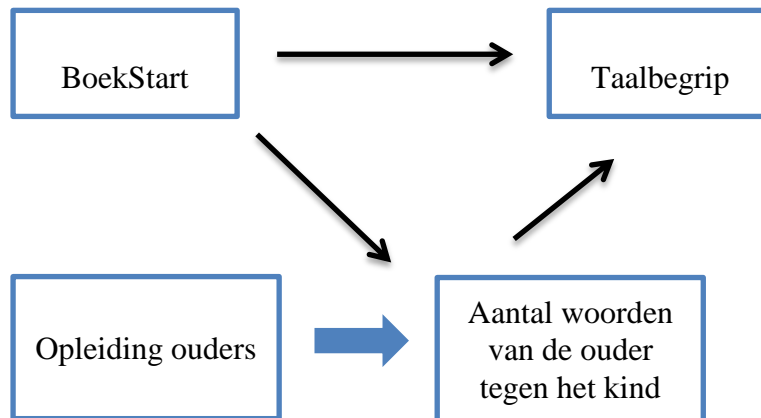 BoekStart
Taalbegrip
Opleiding ouders
Aantal woorden
van de ouder
tegen het kind